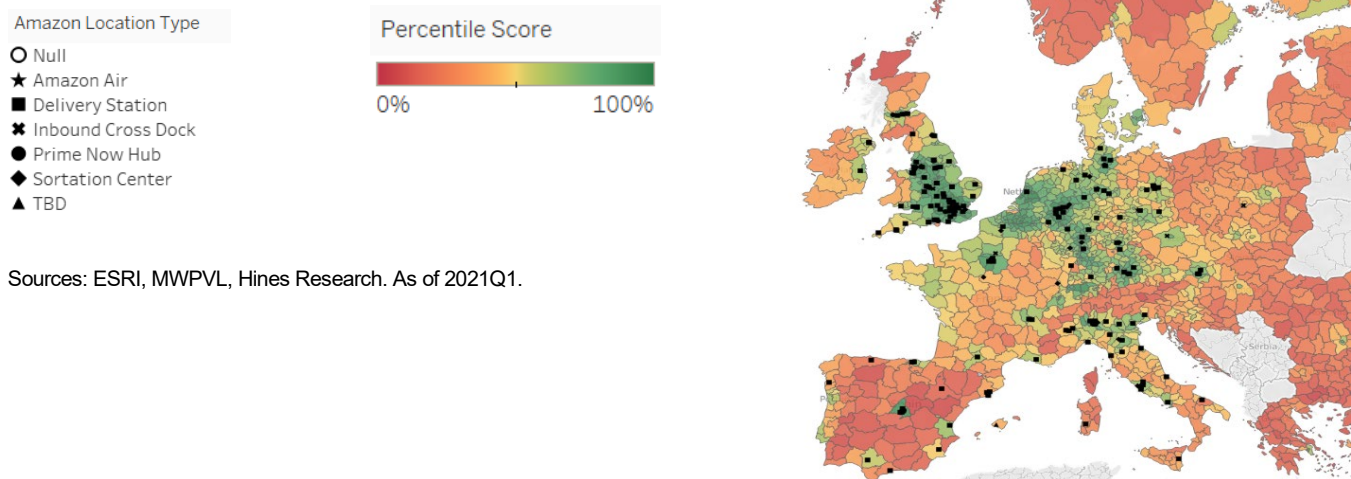 Amazon Location Type
Null
Amazon Air
Delivery Station
Inbound Cross Dock
Prime Now Hub
Sortation Center
TBD
Percentile Score
0% 100%
Sources: ESRI, MWPVL, Hines Research. As of 2021Q1.
Neth
Serbia